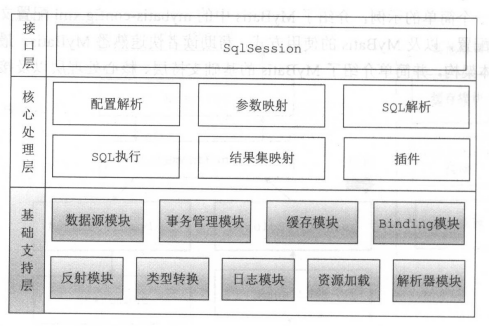 接口层
SqlSession
核心处理层
配置解析
参数映射
SQL解析
SQL执行
结果集映射
插件
基础支持层
数据源模块
事务管理模块
缓存模块
Binding模块
反射模块
类型转换
日志模块
资源加载
解析器模块